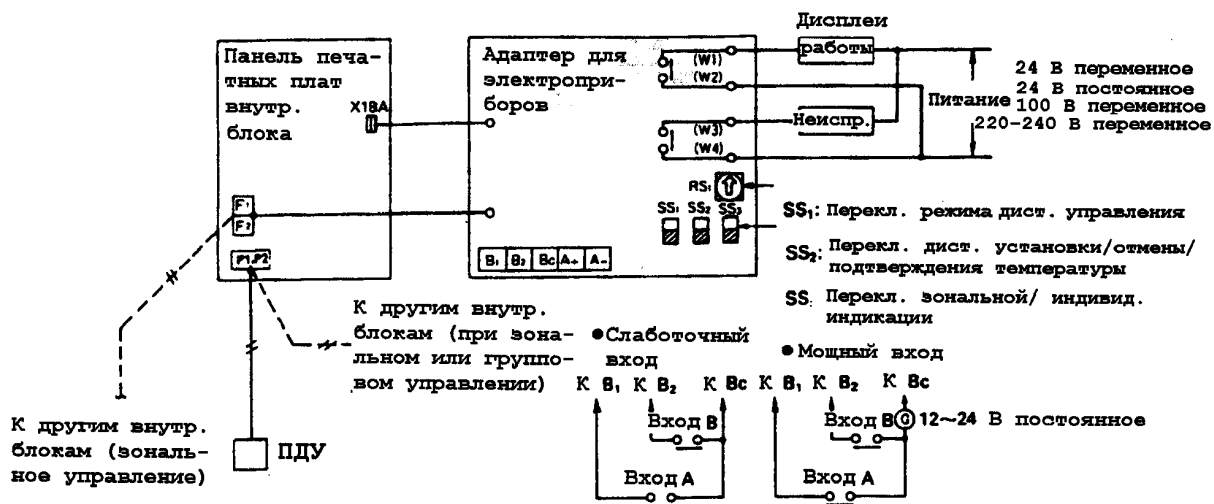 Панель печа-
тных плат
внутр.
блока
X18A
F1
F2
P1 P2
Адаптер для
электропри-
боров
(W1)
(W2)
(W3)
(W4)
RS1
SS1 SS2 SS3
B1 B2 Bc A+ A-
Дисплеи
работы
Неиспр.
Питание
24 В переменное
24 В постоянное
100 В переменное
220-240 В переменное
SS1: Перекл. режима дист. управления
SS2: Перекл. дист. установки/отмены/
подтверждения температуры
SS: Перекл. зональной/ индивид.
индикации
К другим внутр.
блокам (при зона-
льном или группо-
вом управлении)
К другим внутр.
блокам (зональ-
ное управление)
ПДУ
●Слаботочный
вход
К B1 К B2 К Bc
Вход B
Вход A
●Мощный вход
К B1 К B2 К Bc
Вход B G 12~24 В постоянное
Вход A